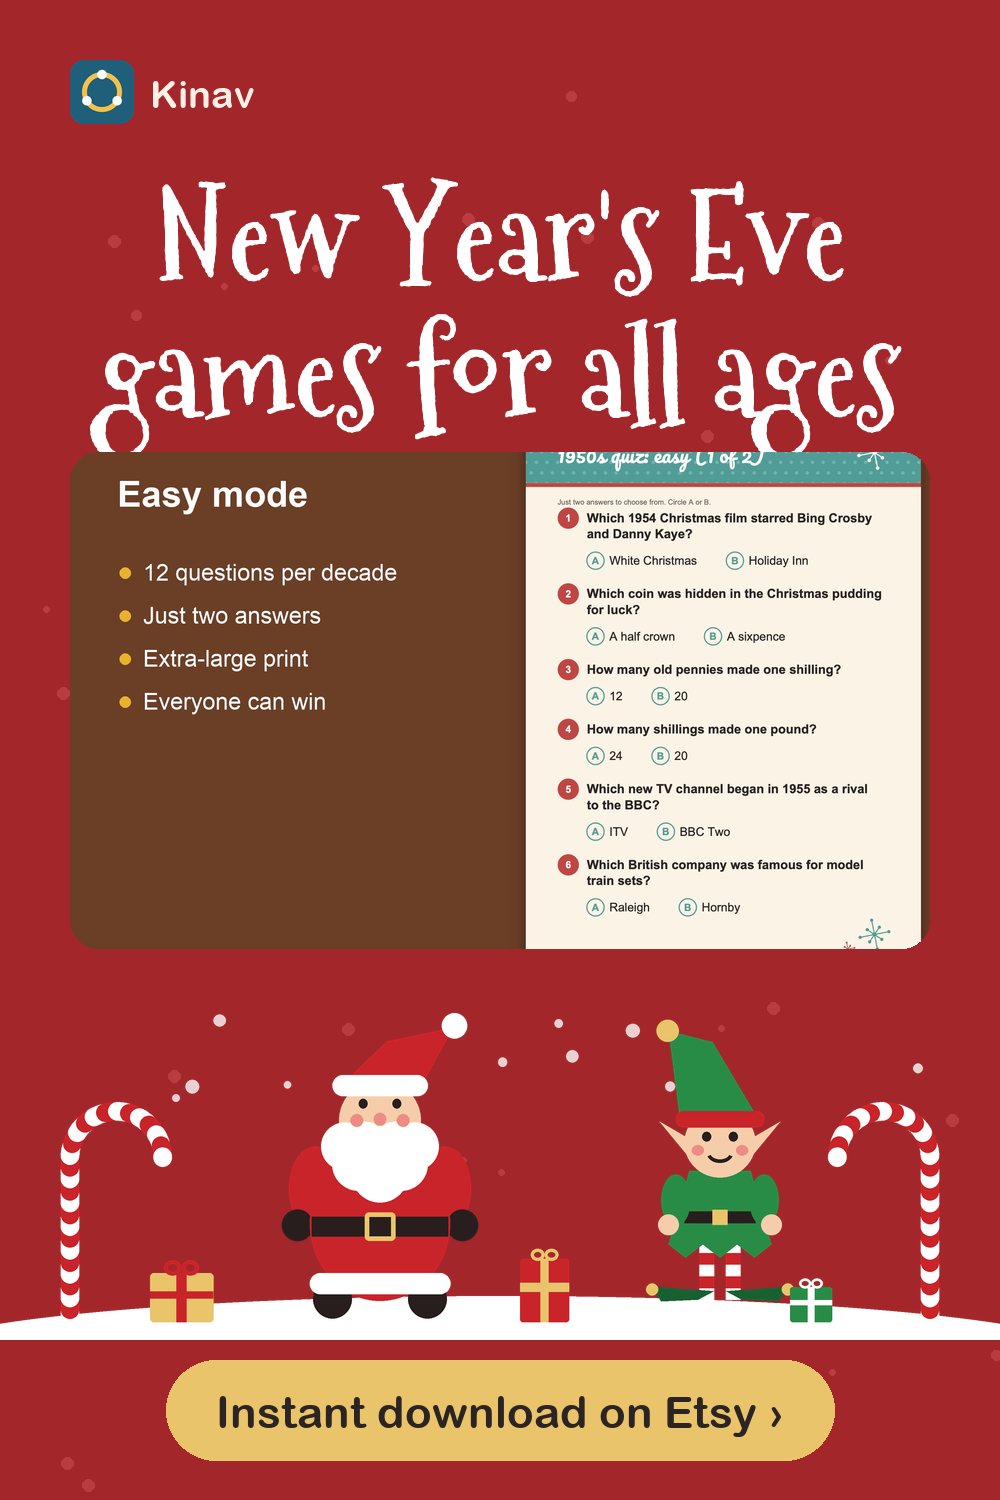 Kinav
New Year's Eve
games for all ages
Easy mode
12 questions per decade
Just two answers
Extra-large print
Everyone can win
1950s quiz: easy (1 of 2)
Just two answers to choose from. Circle A or B.
1 Which 1954 Christmas film starred Bing Crosby
and Danny Kaye?
A White Christmas B Holiday Inn
2 Which coin was hidden in the Christmas pudding
for luck?
A A half crown B A sixpence
3 How many old pennies made one shilling?
A 12 B 20
4 How many shillings made one pound?
A 24 B 20
5 Which new TV channel began in 1955 as a rival
to the BBC?
A ITV B BBC Two
6 Which British company was famous for model
train sets?
A Raleigh B Hornby
Instant download on Etsy ›